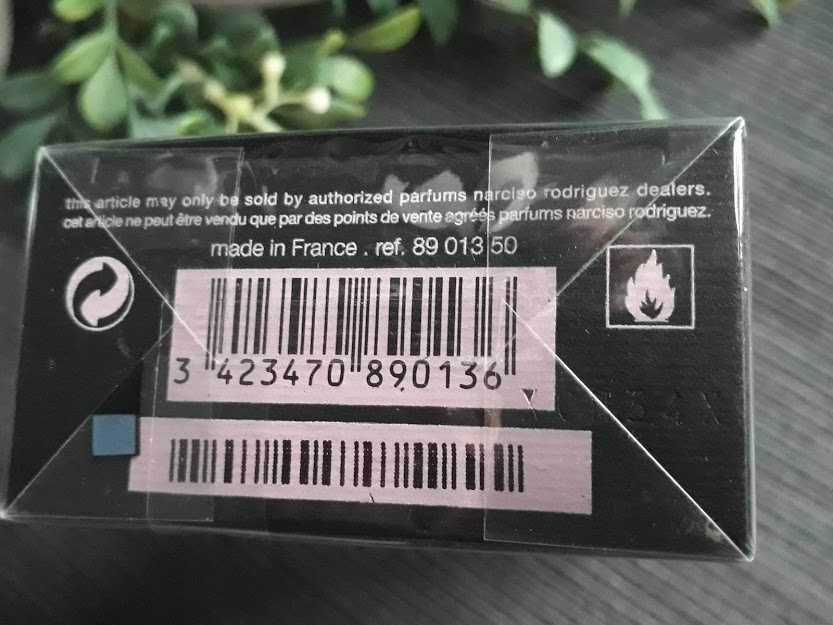 this article may only be sold by authorized parfums narciso rodriguez dealers.
cet article ne peut être vendu que par des points de vente agréés parfums narciso rodriguez.
made in France . ref. 89 013 50
3 423470 890136